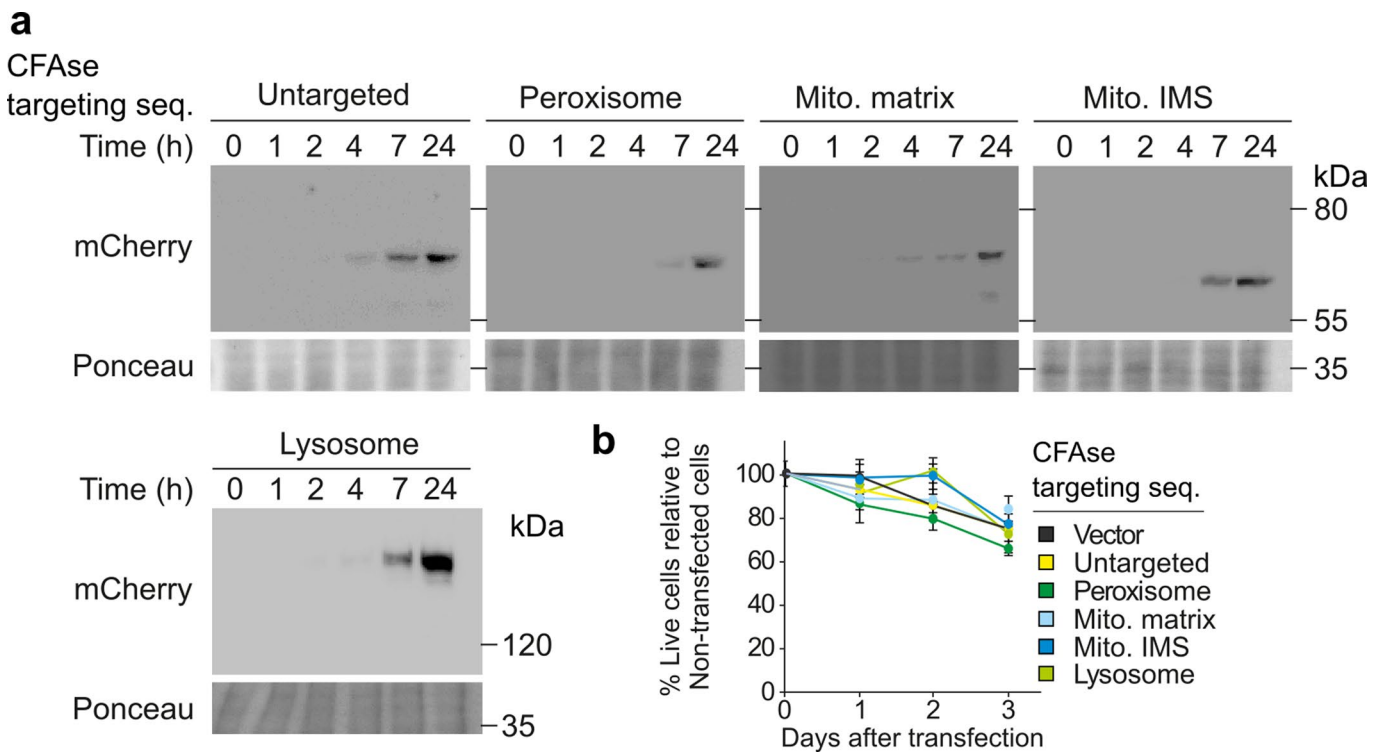 a
CFAse
targeting seq.
Untargeted Peroxisome Mito. matrix Mito. IMS
Time (h) 0 1 2 4 7 24 0 1 2 4 7 24 0 1 2 4 7 24 0 1 2 4 7 24
kDa
80
mCherry
55
Ponceau 35
Lysosome
Time (h) 0 1 2 4 7 24
kDa
mCherry
120
Ponceau
35
b
% Live cells relative to
Non-transfected cells
100
80
60
40
20
0
0 1 2 3
Days after transfection
CFAse
targeting seq.
Vector
Untargeted
Peroxisome
Mito. matrix
Mito. IMS
Lysosome